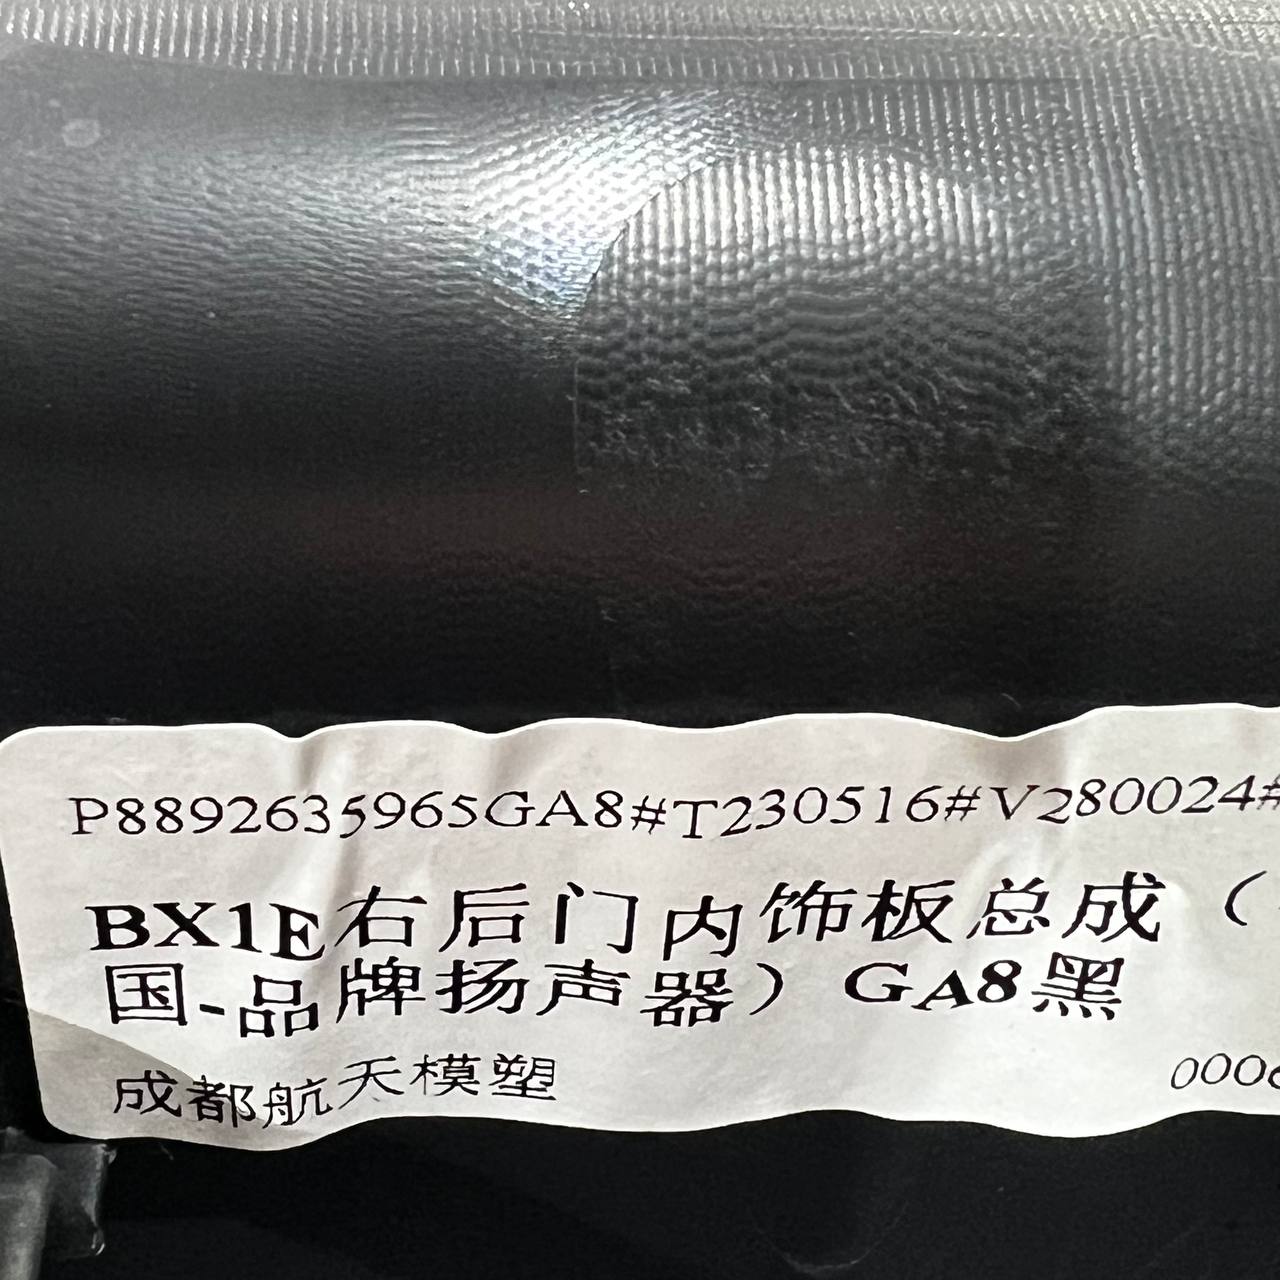 P8892635965GA8#T230516#V280024#
BX1E右后门内饰板总成（
国-品牌扬声器）GA8黑
成都航天模塑
000